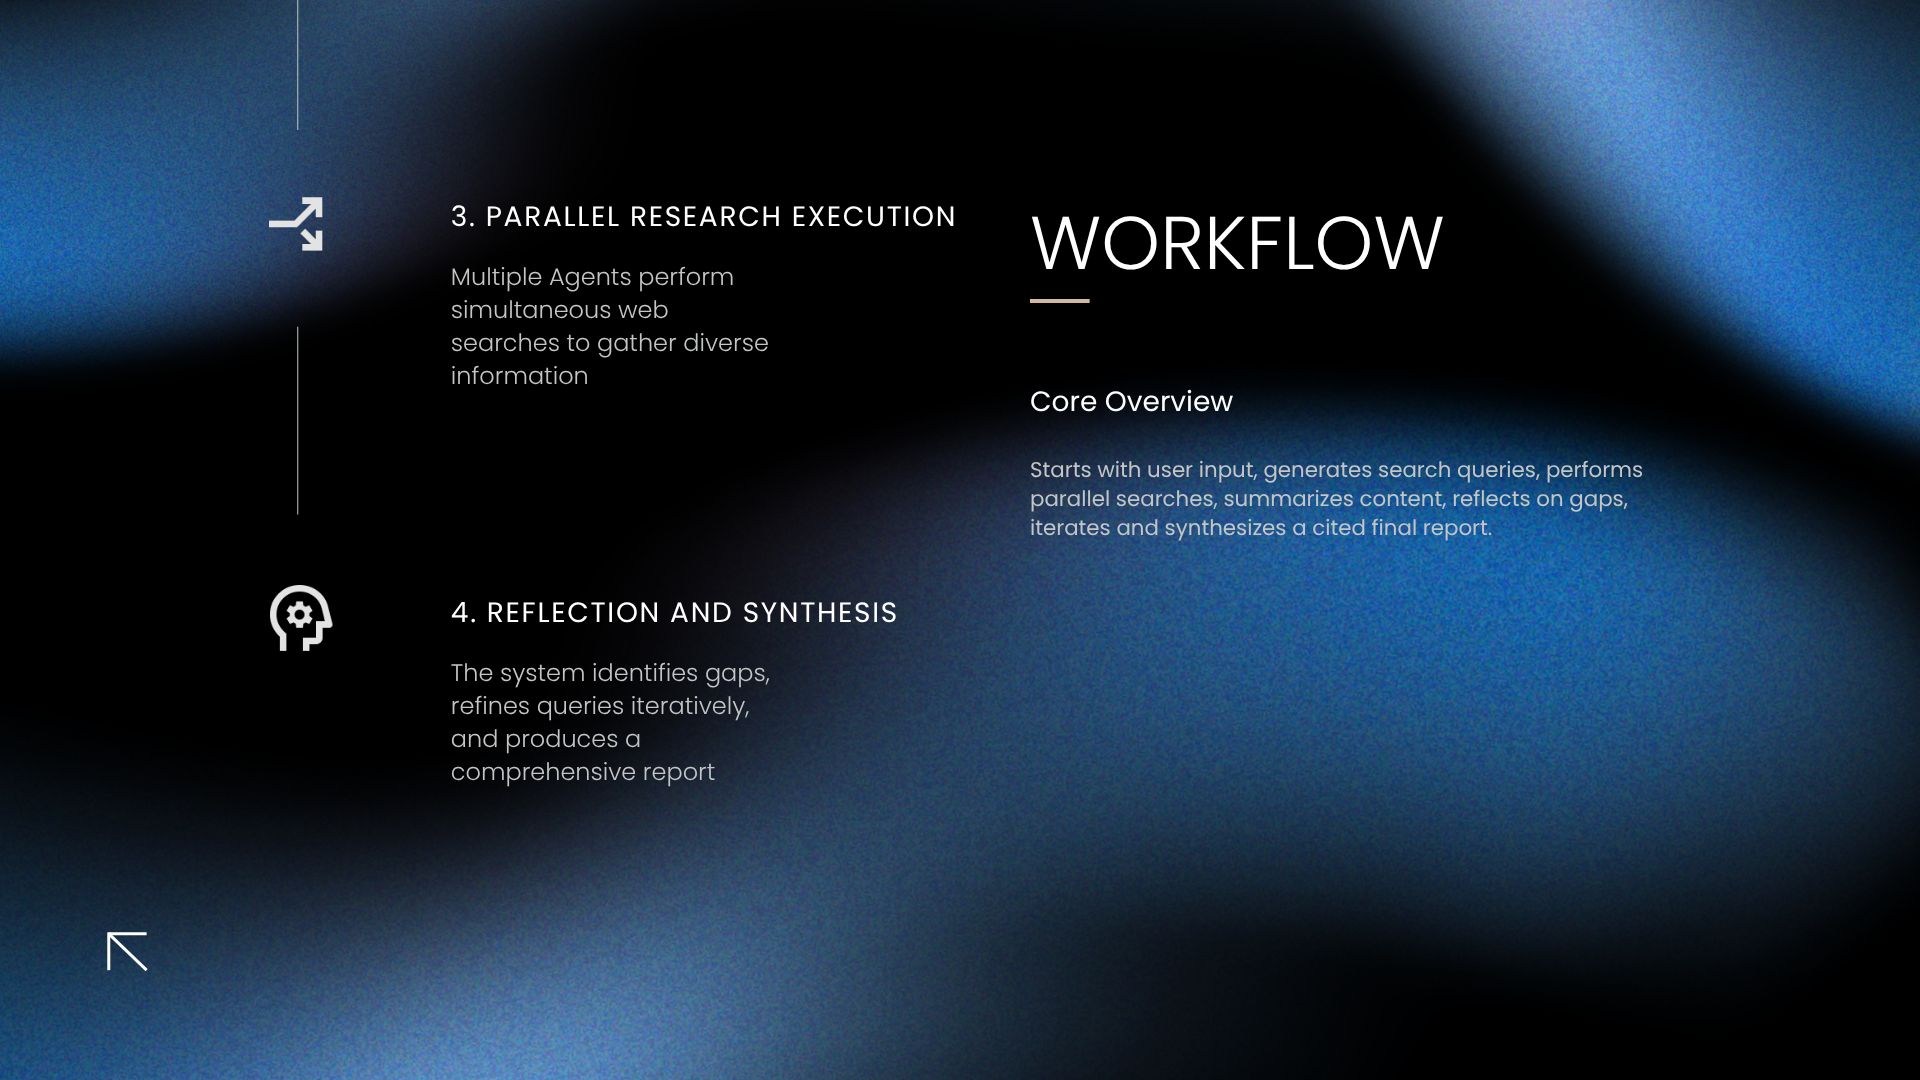 3. PARALLEL RESEARCH EXECUTION
Multiple Agents perform
simultaneous web
searches to gather diverse
information
4. REFLECTION AND SYNTHESIS
The system identifies gaps,
refines queries iteratively,
and produces a
comprehensive report
WORKFLOW
Core Overview
Starts with user input, generates search queries, performs
parallel searches, summarizes content, reflects on gaps,
iterates and synthesizes a cited final report.